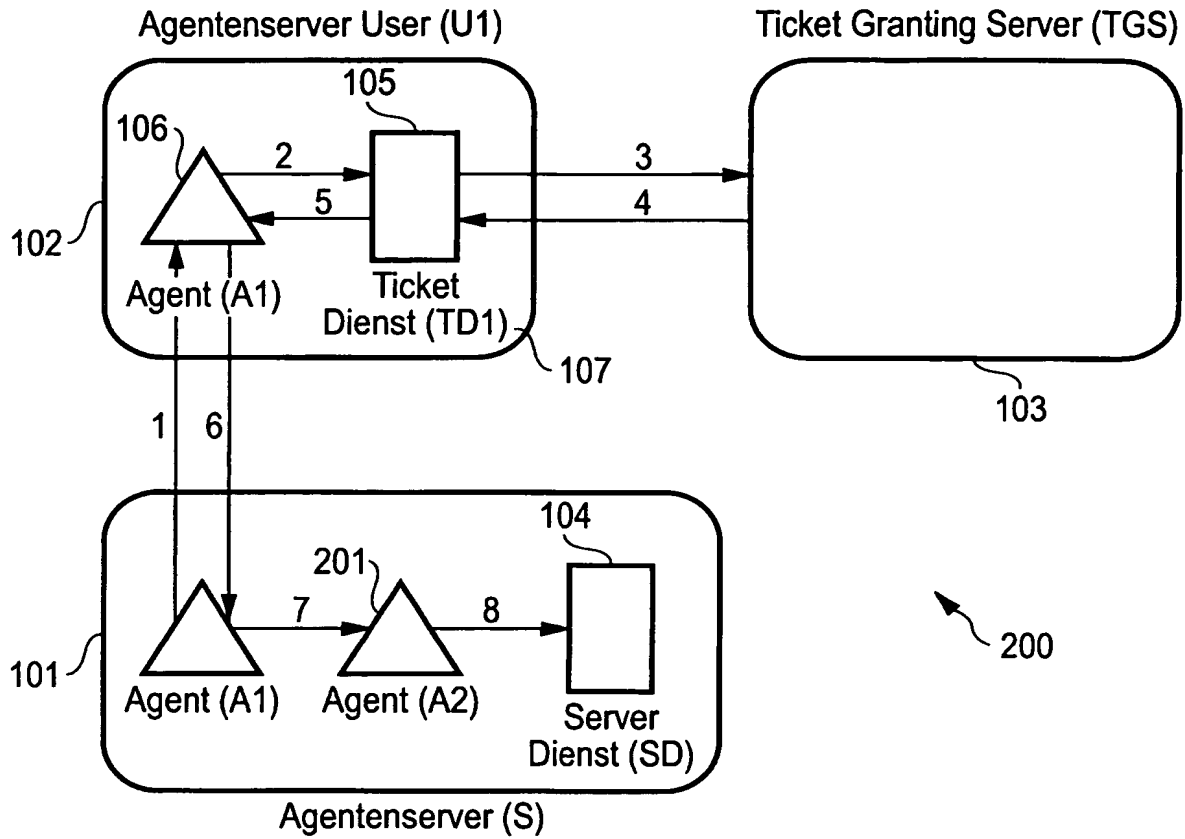 Agentenserver User (U1)
Ticket Granting Server (TGS)
105
106
2
3
5
4
102
Agent (A1)
Ticket
Dienst (TD1)
107
103
1
6
104
201
7
8
101
200
Agent (A1)
Agent (A2)
Server
Dienst (SD)
Agentenserver (S)